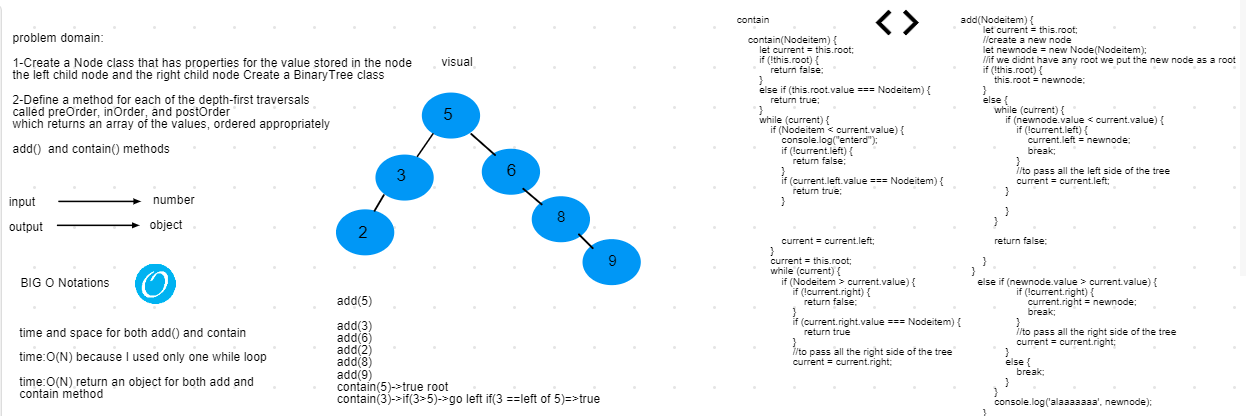 problem domain:
1-Create a Node class that has properties for the value stored in the node
the left child node and the right child node Create a BinaryTree class
2-Define a method for each of the depth-first traversals
called preOrder, inOrder, and postOrder
which returns an array of the values, ordered appropriately
add() and contain() methods
input
number
output
object
BIG O Notations
time and space for both add() and contain
time:O(N) because I used only one while loop
time:O(N) return an object for both add and
contain method
visual
5
3
6
2
8
9
add(5)
add(3)
add(6)
add(2)
add(8)
add(9)
contain(5)->true root
contain(3)->if(3>5)->go left if(3 ==left of 5)=>true
contain
< >
contain(Nodeitem) {
let current = this.root;
if (!this.root) {
return false;
}
else if (this.root.value === Nodeitem) {
return true;
}
while (current) {
if (Nodeitem < current.value) {
console.log("enterd");
if (!current.left) {
return false;
}
if (current.left.value === Nodeitem) {
return true;
}
current = current.left;
}
current = this.root;
while (current) {
if (Nodeitem > current.value) {
if (!current.right) {
return false;
}
if (current.right.value === Nodeitem) {
return true
}
//to pass all the right side of the tree
current = current.right;
add(Nodeitem) {
let current = this.root;
//create a new node
let newnode = new Node(Nodeitem);
//if we didnt have any root we put the new node as a root
if (!this.root) {
this.root = newnode;
}
else {
while (current) {
if (newnode.value < current.value) {
if (!current.left) {
current.left = newnode;
break;
}
//to pass all the left side of the tree
current = current.left;
}
}
}
return false;
}
}
else if (newnode.value > current.value) {
if (!current.right) {
current.right = newnode;
break;
}
//to pass all the right side of the tree
current = current.right;
}
else {
break;
}
}
console.log('alaaaaaaa', newnode);
}